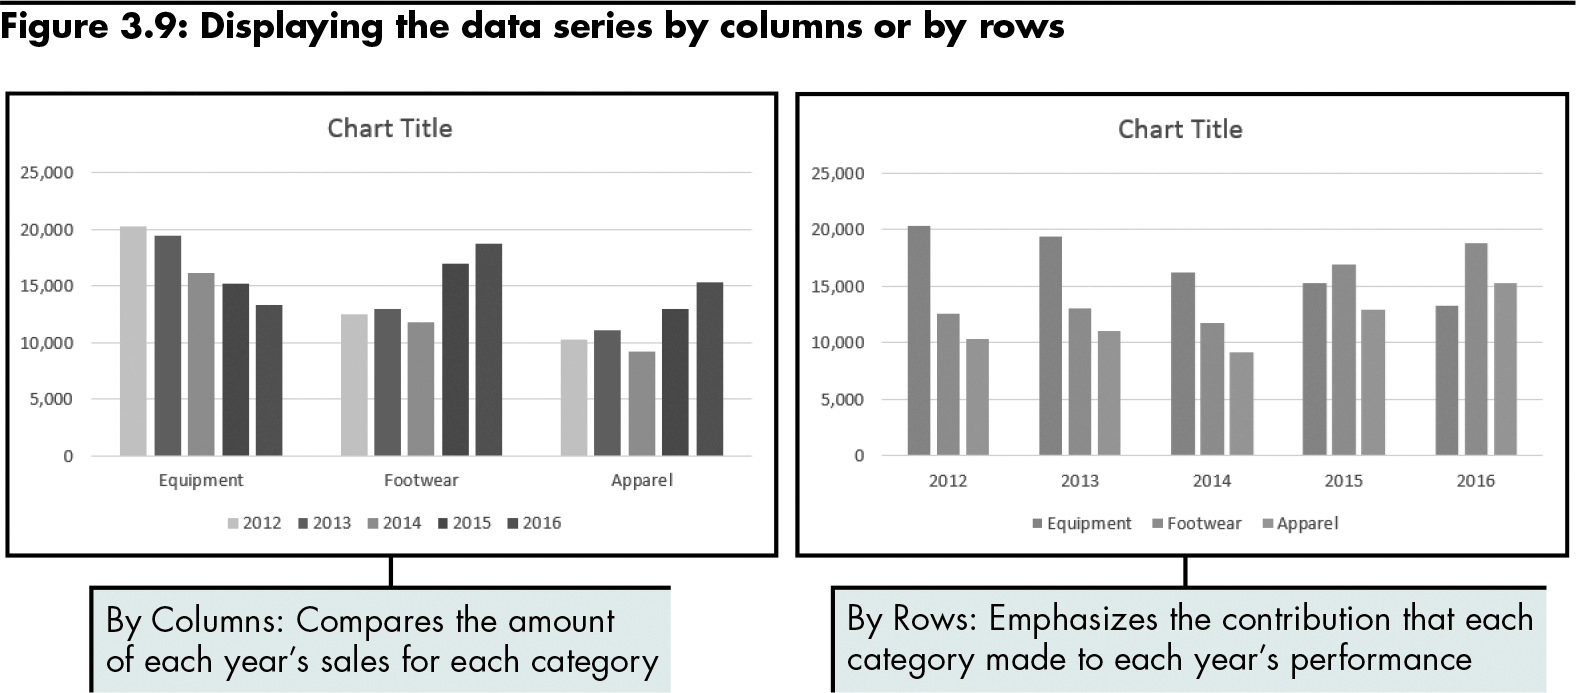 Figure 3.9: Displaying the data series by columns or by rows
Chart Title
25,000
20,000
15,000
10,000
5,000
0
Equipment Footwear Apparel
2012 2013 2014 2015 2016
By Columns: Compares the amount
of each year’s sales for each category
Chart Title
25,000
20,000
15,000
10,000
5,000
0
2012 2013 2014 2015 2016
Equipment Footwear Apparel
By Rows: Emphasizes the contribution that each
category made to each year’s performance